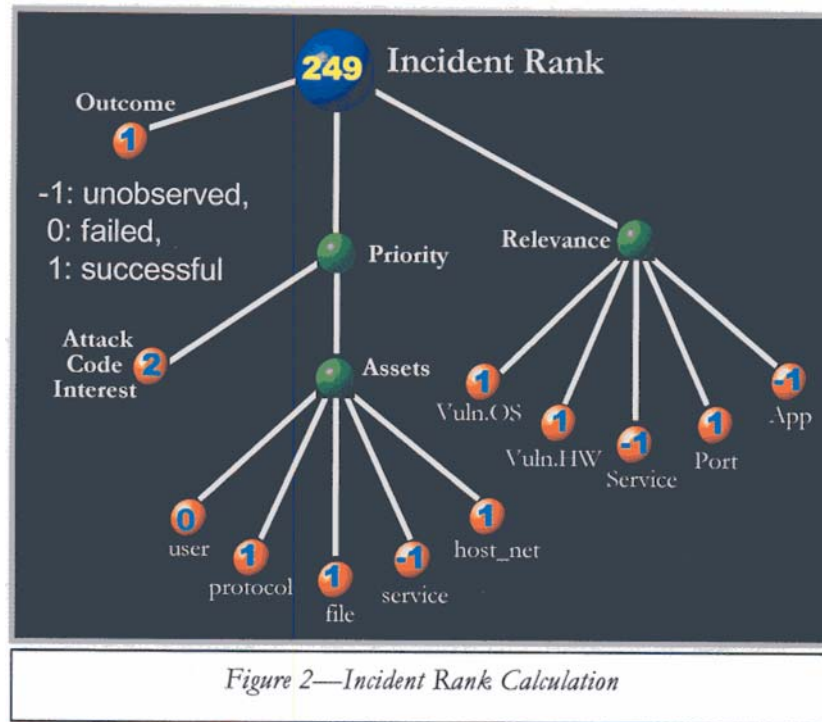 249
Incident Rank
Outcome
1
-1: unobserved,
0: failed,
1: successful
Priority
Relevance
Attack
Code
Interest
2
Assets
1
Vuln.OS
1
Vuln.HW
-1
Service
1
Port
-1
App
0
user
1
protocol
1
file
-1
service
1
host_net
Figure 2—Incident Rank Calculation